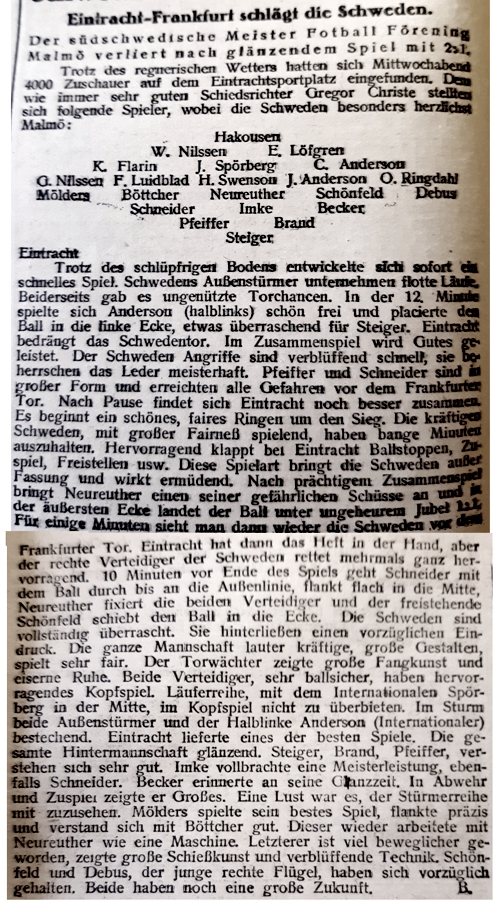 Eintracht-Frankfurt schlägt die Schweden.
Der südschwedische Meister Fotball Förening
Malmö verliert nach glänzendem Spiel mit 2:1.
Trotz des regnerischen Wetters hatten sich Mittwochabend
4000 Zuschauer auf dem Eintrachtsportplatz eingefunden. Dem
wie immer sehr guten Schiedsrichter Gregor Christe stellten
sich folgende Spieler, wobei die Schweden besonders herzlichst
Malmö:
Hakousen
W. Nilssen E. Löfgren
K. Flarin J. Spörberg C. Anderson
G. Nilssen F. Luidblad H. Swenson J. Anderson O. Ringdahl
Mölders Böttcher Neureuther Schönfeld Debus
Schneider Imke Becker
Pfeiffer Brand
Steiger
Eintracht
Trotz des schlüpfrigen Bodens entwickelte sich sofort ein
schnelles Spiel. Schwedens Außenstürmer unternehmen flotte Läufe.
Beiderseits gab es ungenützte Torchancen. In der 12. Minute
spielte sich Anderson (halblinks) schön frei und placierte den
Ball in die linke Ecke, etwas überraschend für Steiger. Eintracht
bedrängt das Schwedentor. Im Zusammenspiel wird Gutes ge-
leistet. Der Schweden Angriffe sind verblüffend schnell, sie be-
herrschen das Leder meisterhaft. Pfeiffer und Schneider sind in
großer Form und erreichten alle Gefahren vor dem Frankfurter
Tor. Nach Pause findet sich Eintracht noch besser zusammen.
Es beginnt ein schönes, faires Ringen um den Sieg. Die kräftigen
Schweden, mit großer Fairneß spielend, haben bange Minuten
auszuhalten. Hervorragend klappt bei Eintracht Ballstoppen, Zu-
spiel, Freistellen usw. Diese Spielart bringt die Schweden außer
Fassung und wirkt ermüdend. Nach prächtigem Zusammenspiel
bringt Neureuther einen seiner gefährlichen Schüsse an und in
der äußersten Ecke landet der Ball unter ungeheurem Jubel 1:1.
Für einige Minuten sieht man dann wieder die Schweden vor dem
Frankfurter Tor. Eintracht hat dann das Heft in der Hand, aber
der rechte Verteidiger der Schweden rettet mehrmals ganz her-
vorragend. 10 Minuten vor Ende des Spiels geht Schneider mit
dem Ball durch bis an die Außenlinie, flankt flach in die Mitte,
Neureuther fixiert die beiden Verteidiger und der freistehende
Schönfeld schiebt den Ball in die Ecke. Die Schweden sind
vollständig überrascht. Sie hinterließen einen vorzüglichen Ein-
druck. Die ganze Mannschaft lauter kräftige, große Gestalten,
spielt sehr fair. Der Torwächter zeigte große Fangkunst und
eiserne Ruhe. Beide Verteidiger, sehr ballsicher, haben hervor-
ragendes Kopfspiel. Läuferreihe, mit dem Internationalen Spör-
berg in der Mitte, im Kopfspiel nicht zu überbieten. Im Sturm
beide Außenstürmer und der Halblinke Anderson (Internationaler)
bestechend. Eintracht lieferte eines der besten Spiele. Die ge-
samte Hintermannschaft glänzend. Steiger, Brand, Pfeiffer, ver-
stehen sich sehr gut. Imke vollbrachte eine Meisterleistung, eben-
falls Schneider. Becker erinnerte an seine Glanzzeit. In Abwehr
und Zuspiel zeigte er Großes. Eine Lust war es, der Stürmerreihe
mit zuzusehen. Mölders spielte sein bestes Spiel, flankte präzis
und verstand sich mit Böttcher gut. Dieser wieder arbeitete mit
Neureuther wie eine Maschine. Letzterer ist viel beweglicher ge-
worden, zeigte große Schießkunst und verblüffende Technik. Schön-
feld und Debus, der junge rechte Flügel, haben sich vorzüglich
gehalten. Beide haben noch eine große Zukunft. B.